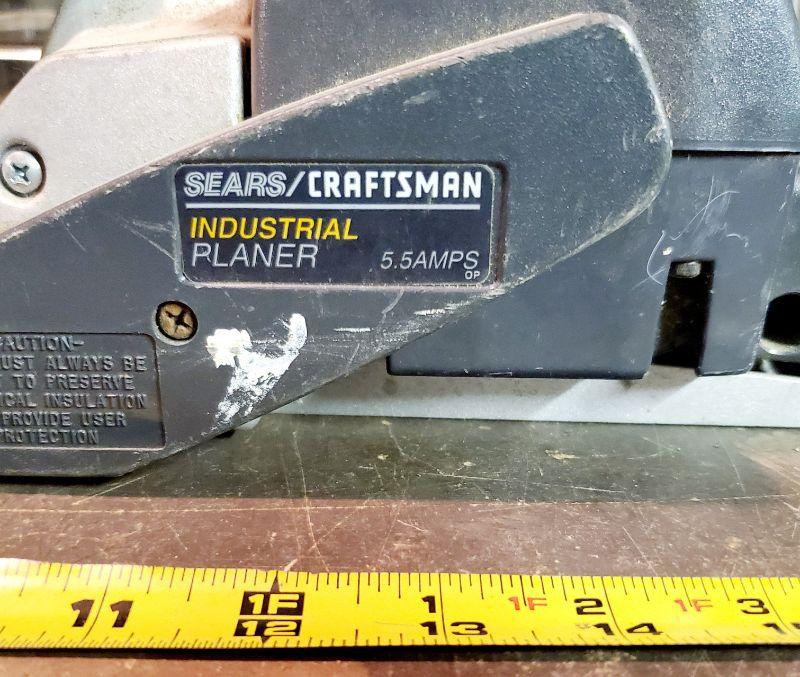 SEARS/CRAFTSMAN
INDUSTRIAL
PLANER 5.5AMPS
OP
AUTION-
UST ALWAYS BE
TO PRESERVE
ICAL INSULATION
PROVIDE USER
ROTECTION
11 1F 1 1F 2 1F 3
12 13 14